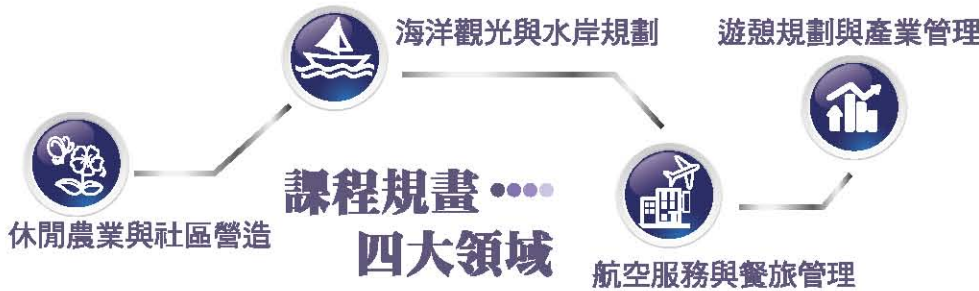 海洋觀光與水岸規劃
遊憩規劃與產業管理
課程規畫
四大領域
休閒農業與社區營造
航空服務與餐旅管理